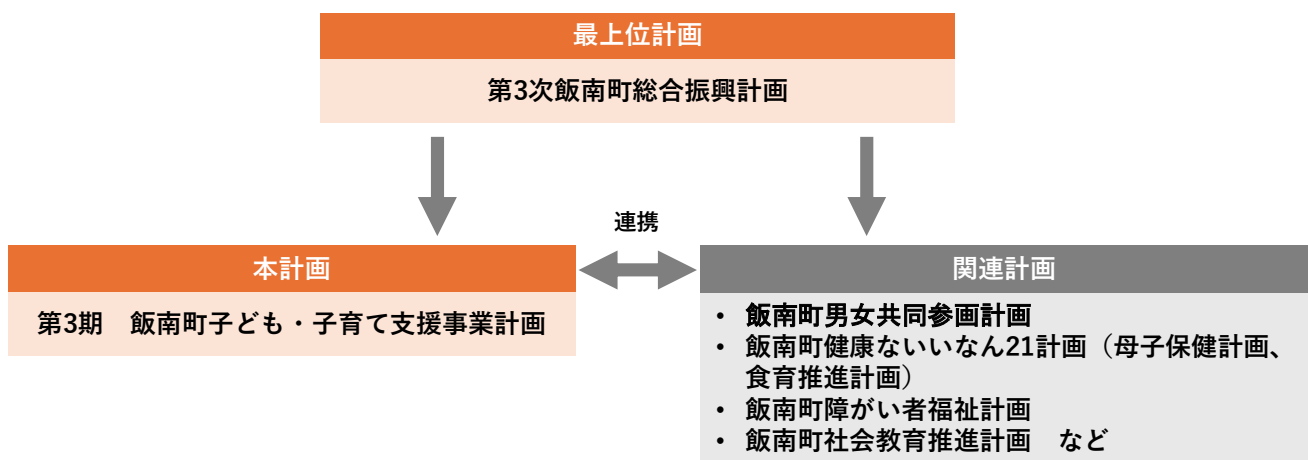 最上位計画
第3次飯南町総合振興計画
連携
本計画
第3期　飯南町子ども・子育て支援事業計画
関連計画
• 飯南町男女共同参画計画
• 飯南町健康ないいなん21計画（母子保健計画、
食育推進計画）
• 飯南町障がい者福祉計画
• 飯南町社会教育推進計画　など